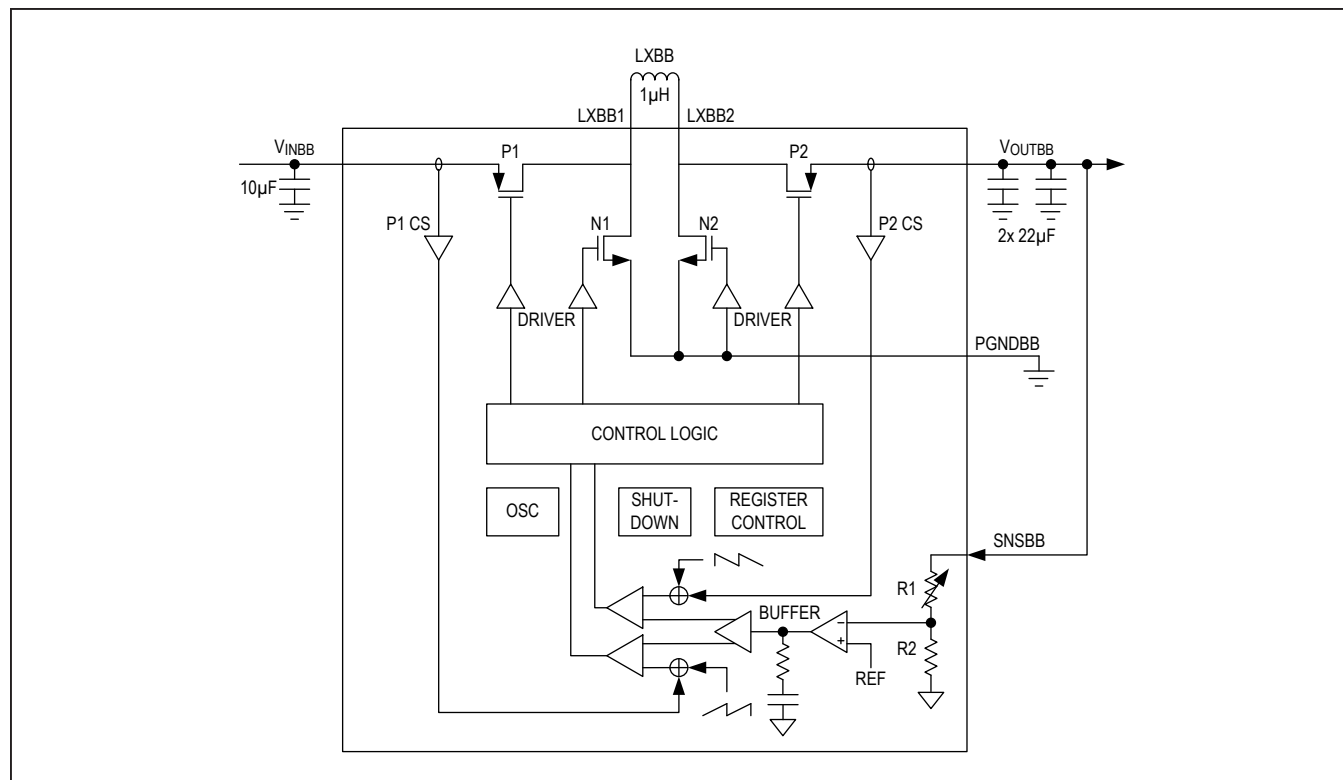 LXBB
1µH
LXBB1
LXBB2
VINBB
P1
P2
VOUTBB
10µF
P1 CS
N1
N2
P2 CS
2x 22µF
DRIVER
DRIVER
PGNDBB
CONTROL LOGIC
OSC
SHUT-
DOWN
REGISTER
CONTROL
SNSBB
R1
BUFFER
-
+
R2
REF